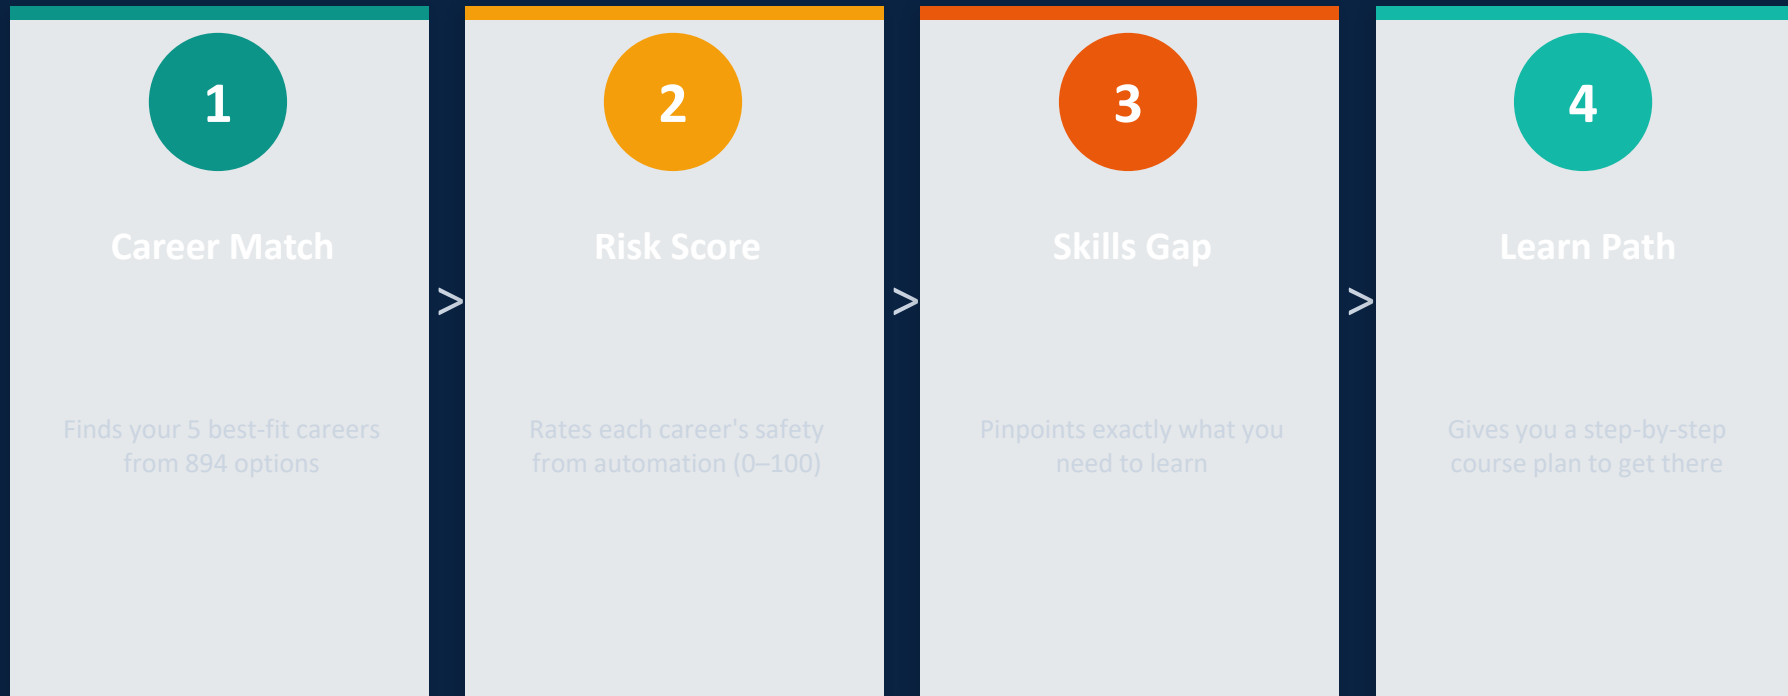 1
Career Match
Finds your 5 best-fit careers
from 894 options
>
2
Risk Score
Rates each career's safety
from automation (0–100)
>
3
Skills Gap
Pinpoints exactly what you
need to learn
>
4
Learn Path
Gives you a step-by-step
course plan to get there